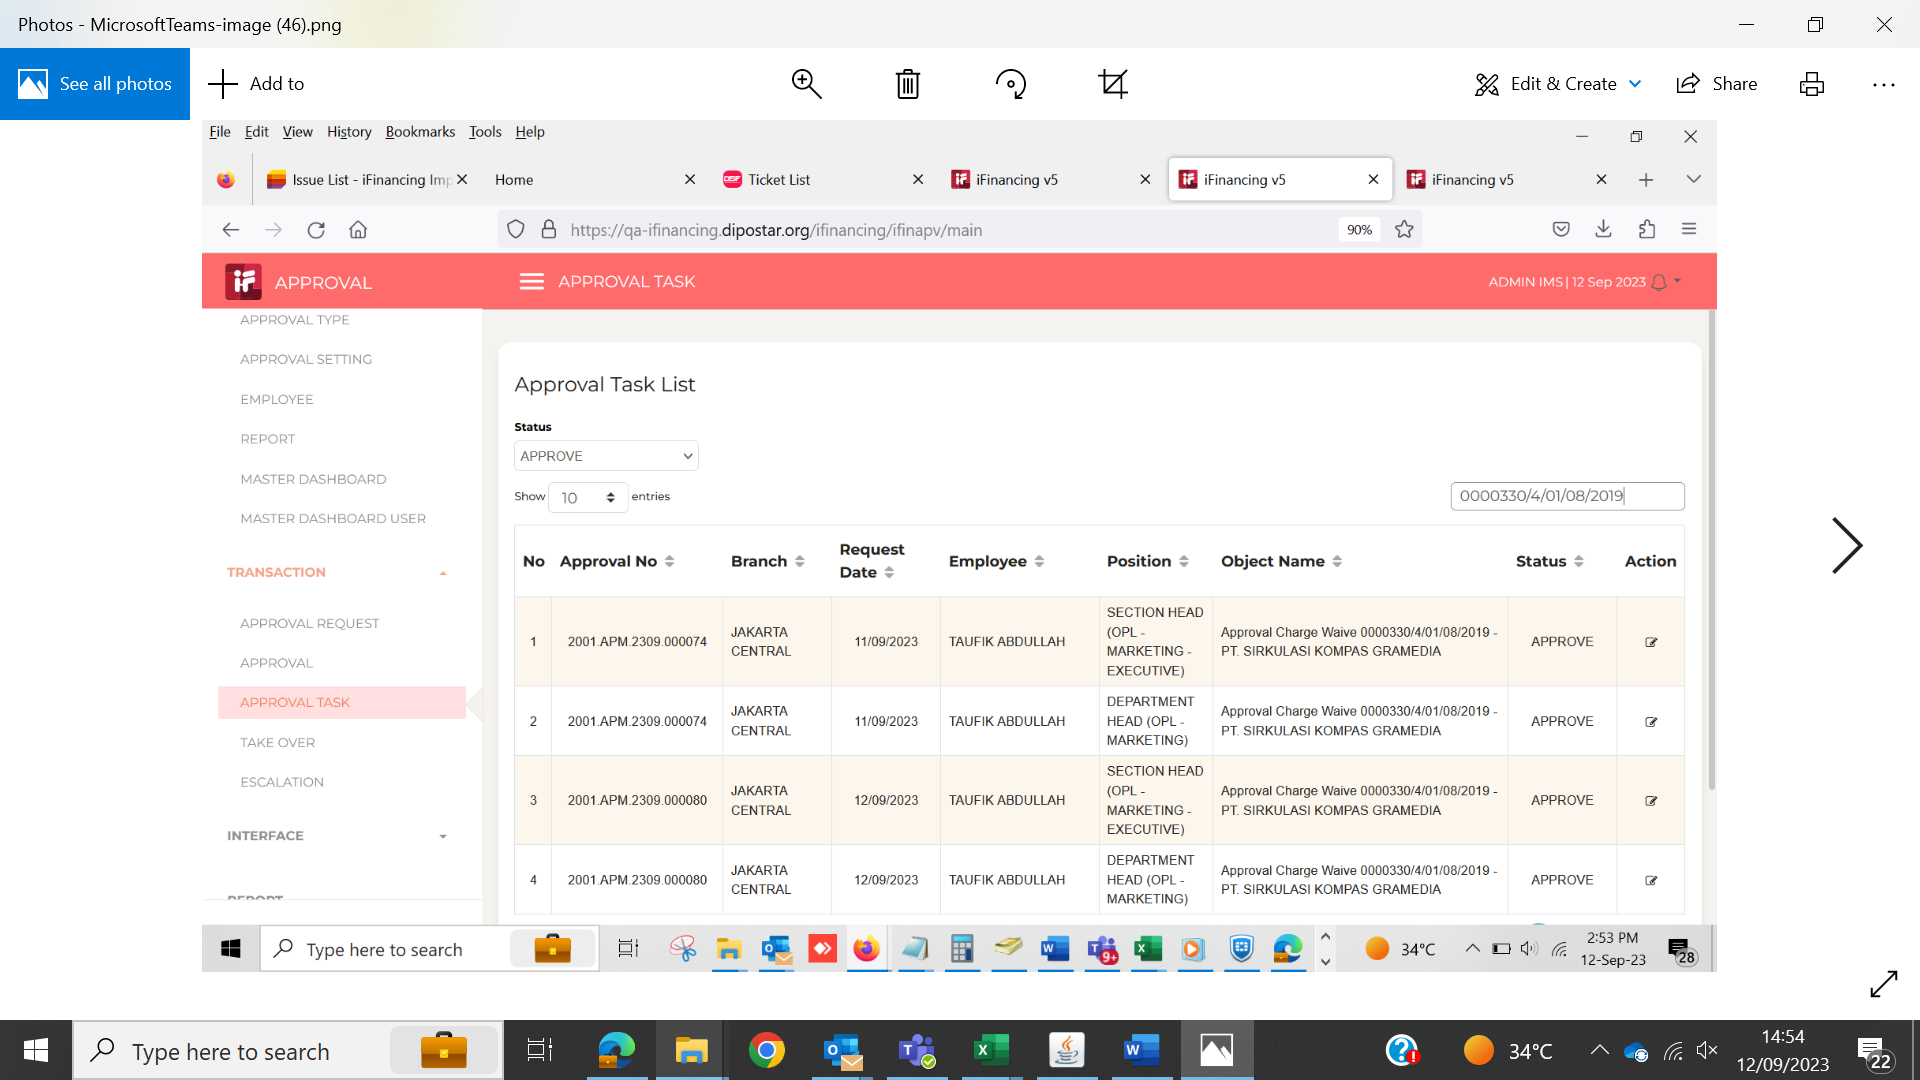 Photos - MicrosoftTeams-image (46).png
See all photos
Add to
Edit & Create
Share
File Edit View History Bookmarks Tools Help
Issue List - iFinancing Imp
Home
Ticket List
iFinancing v5
iFinancing v5
iFinancing v5
https://qa-ifinancing.dipostar.org/ifinancing/ifinapv/main
90%
APPROVAL
APPROVAL TASK
ADMIN IMS | 12 Sep 2023
APPROVAL TYPE
APPROVAL SETTING
EMPLOYEE
REPORT
MASTER DASHBOARD
MASTER DASHBOARD USER
TRANSACTION
APPROVAL REQUEST
APPROVAL
APPROVAL TASK
TAKE OVER
ESCALATION
INTERFACE
REPORT
Approval Task List
Status
APPROVE
Show 10 entries
0000330/4/01/08/2019
No Approval No Branch Request Date Employee Position Object Name Status Action
1 2001.APM.2309.000074 JAKARTA CENTRAL 11/09/2023 TAUFIK ABDULLAH SECTION HEAD (OPL - MARKETING - EXECUTIVE) Approval Charge Waive 0000330/4/01/08/2019 - PT. SIRKULASI KOMPAS GRAMEDIA APPROVE
2 2001.APM.2309.000074 JAKARTA CENTRAL 11/09/2023 TAUFIK ABDULLAH DEPARTMENT HEAD (OPL - MARKETING) Approval Charge Waive 0000330/4/01/08/2019 - PT. SIRKULASI KOMPAS GRAMEDIA APPROVE
3 2001.APM.2309.000080 JAKARTA CENTRAL 12/09/2023 TAUFIK ABDULLAH SECTION HEAD (OPL - MARKETING - EXECUTIVE) Approval Charge Waive 0000330/4/01/08/2019 - PT. SIRKULASI KOMPAS GRAMEDIA APPROVE
4 2001.APM.2309.000080 JAKARTA CENTRAL 12/09/2023 TAUFIK ABDULLAH DEPARTMENT HEAD (OPL - MARKETING) Approval Charge Waive 0000330/4/01/08/2019 - PT. SIRKULASI KOMPAS GRAMEDIA APPROVE
Type here to search
9+
34°C
2:53 PM
12-Sep-23
28
Type here to search
34°C
14:54
12/09/2023
22